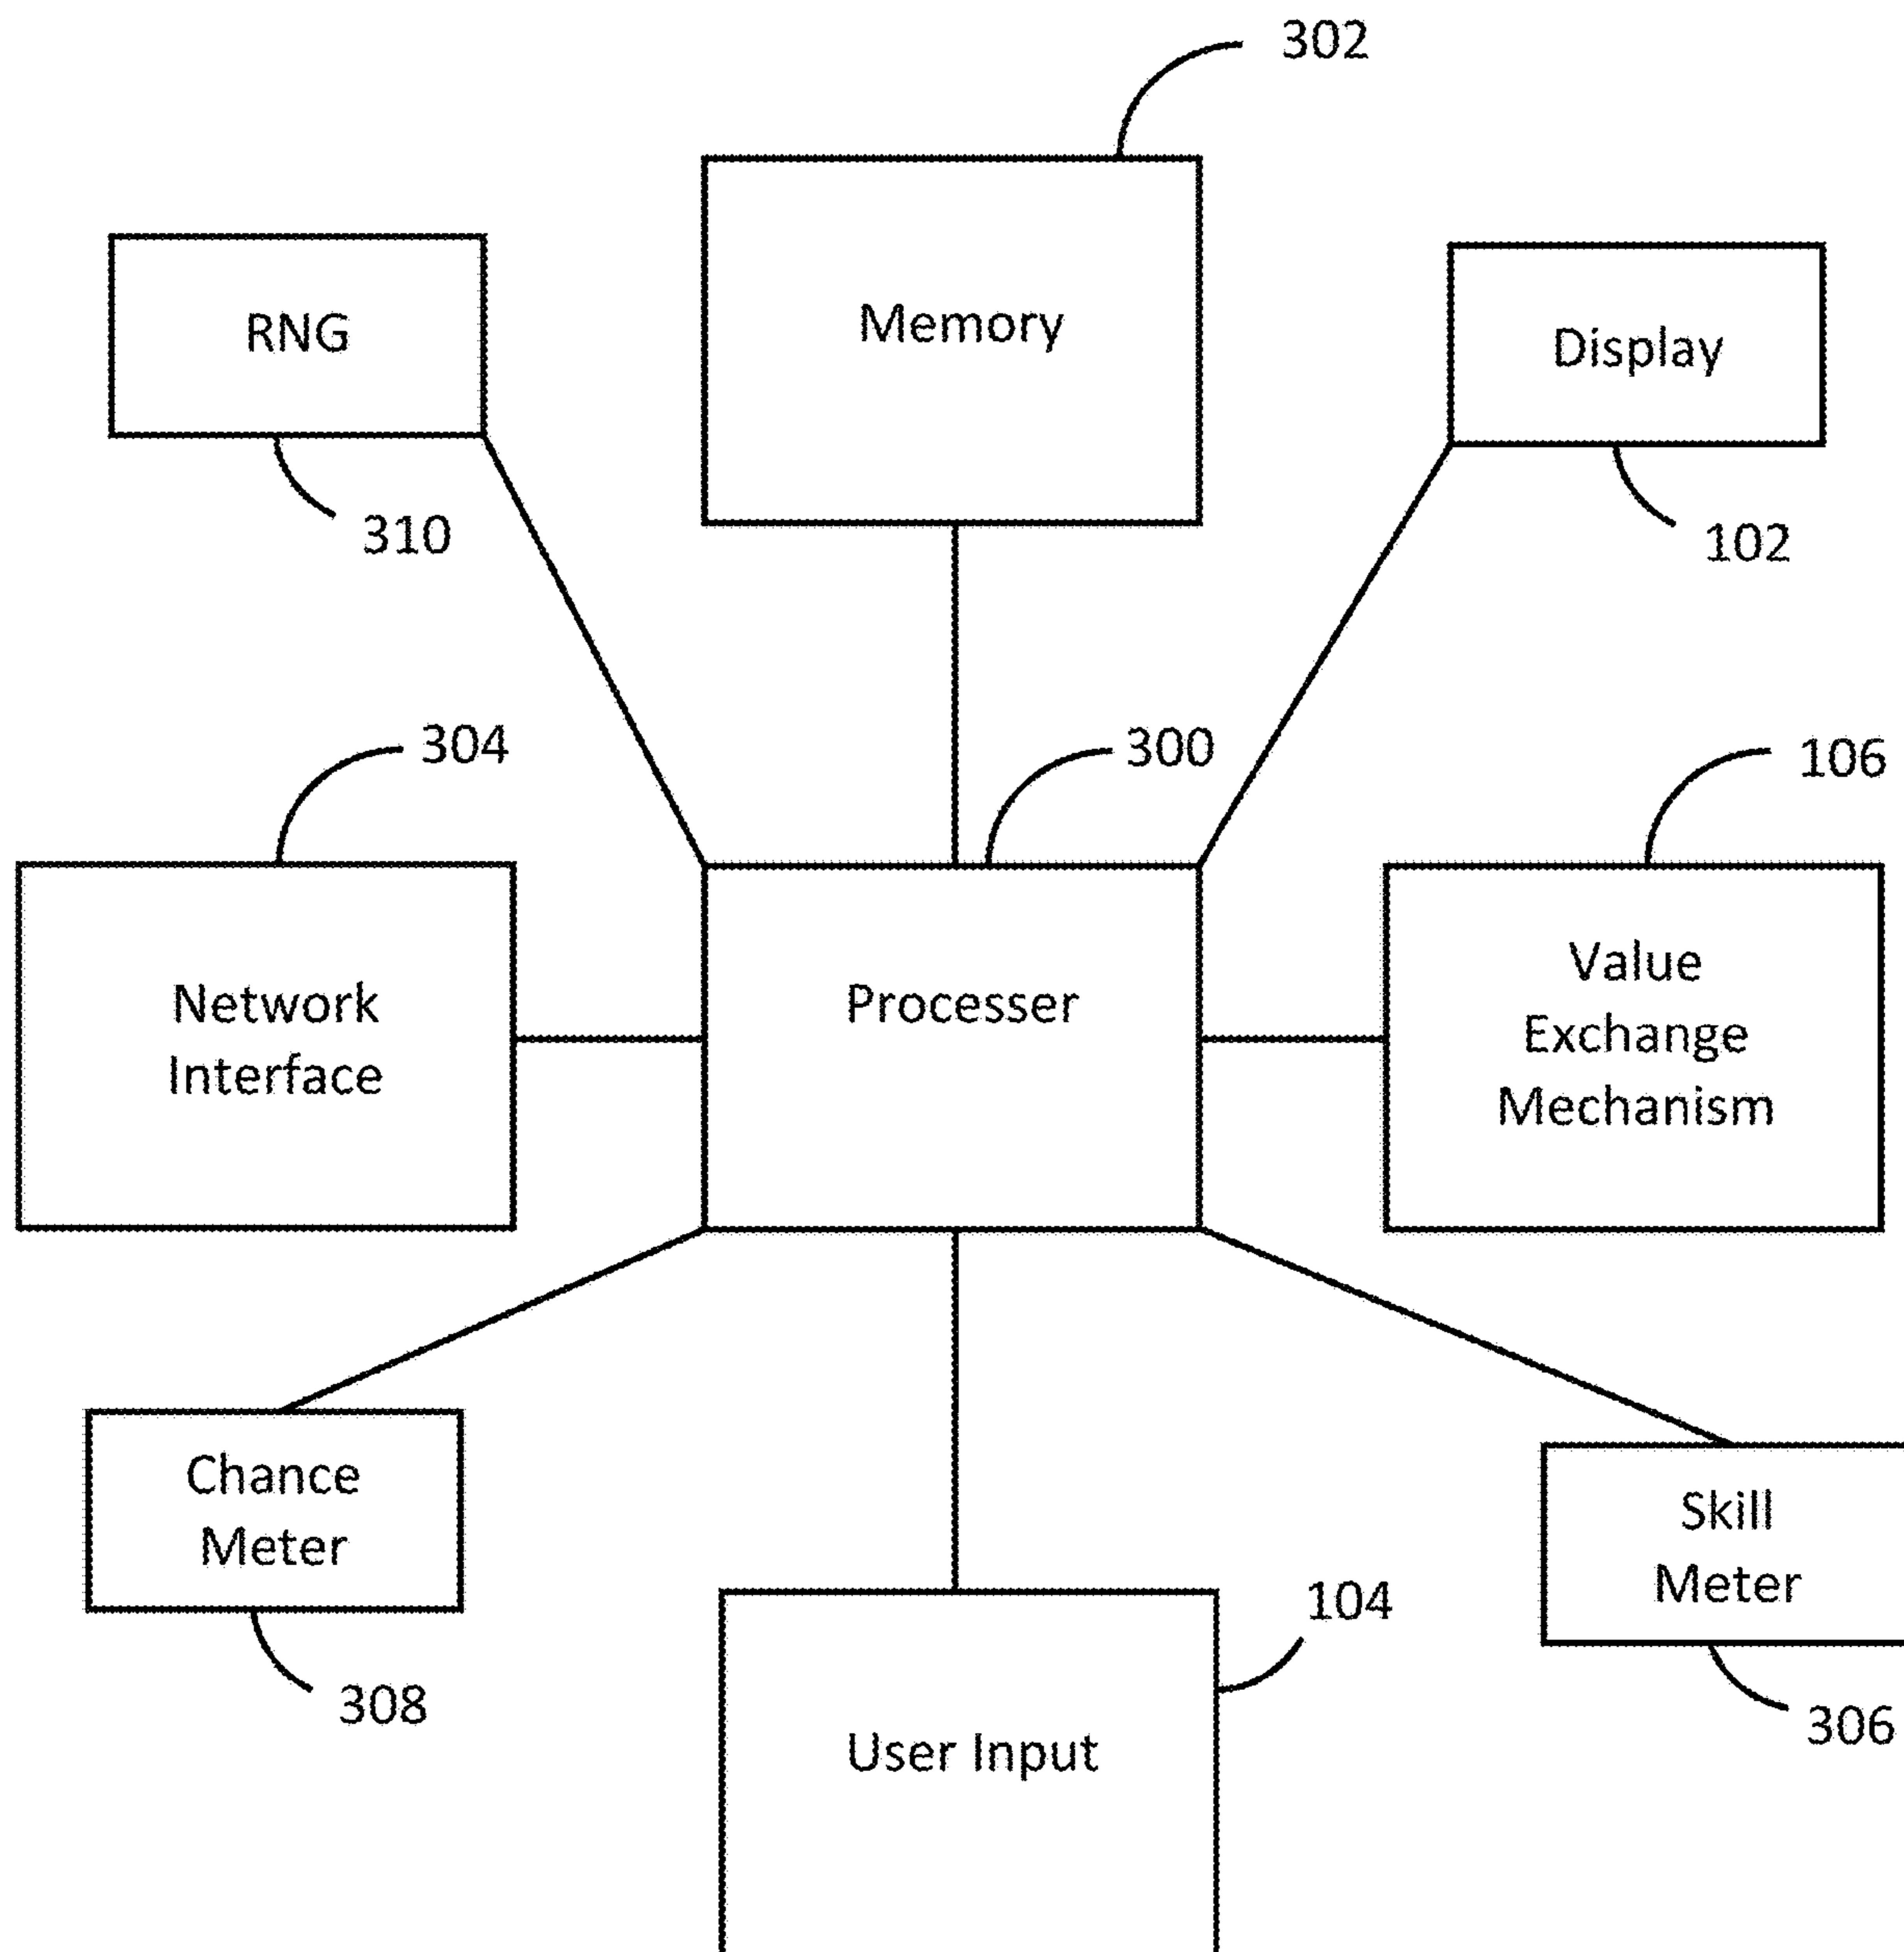 302
RNG
Memory
Display
310
102
304
300
106
Network
Interface
Processer
Value
Exchange
Mechanism
Chance
Meter
Skill
Meter
104
308
306
User Input